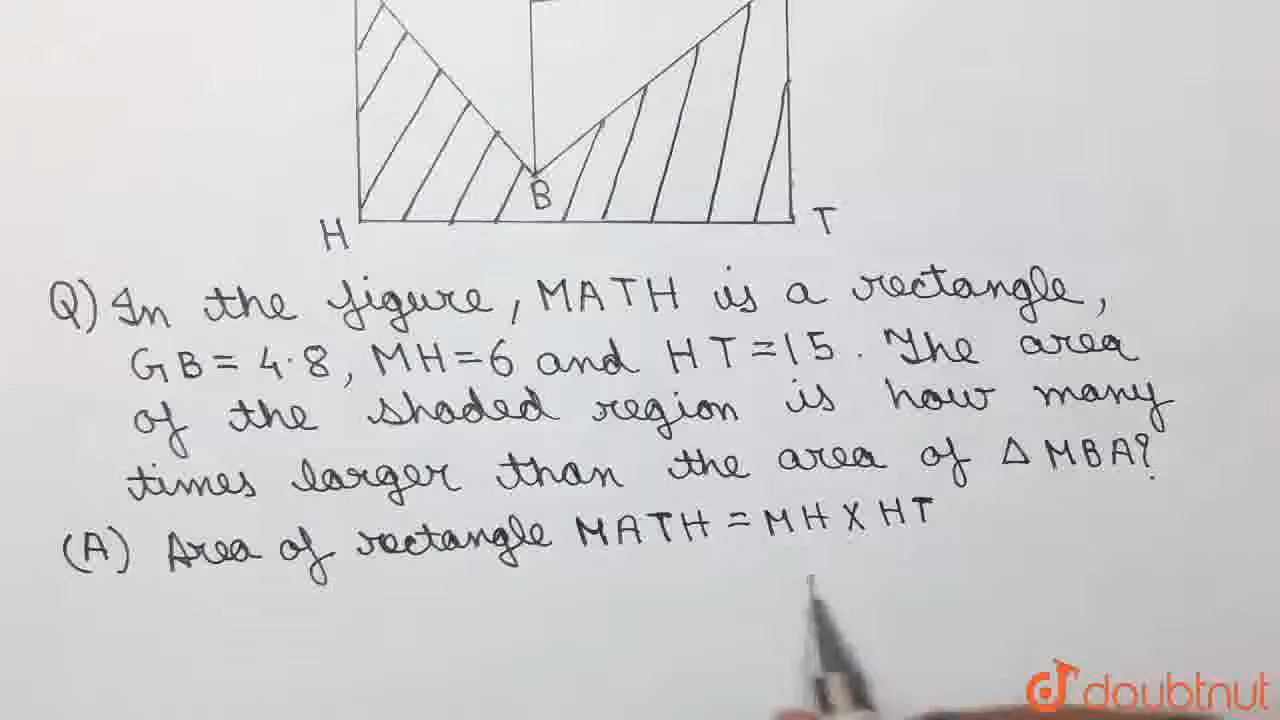 B
H
T
Q) In the figure, MATH is a rectangle,
GB = 4.8, MH = 6 and HT = 15. The area
of the shaded region is how many
times larger than the area of △ MBA?
(A) Area of rectangle MATH = MH X HT
doubtnut